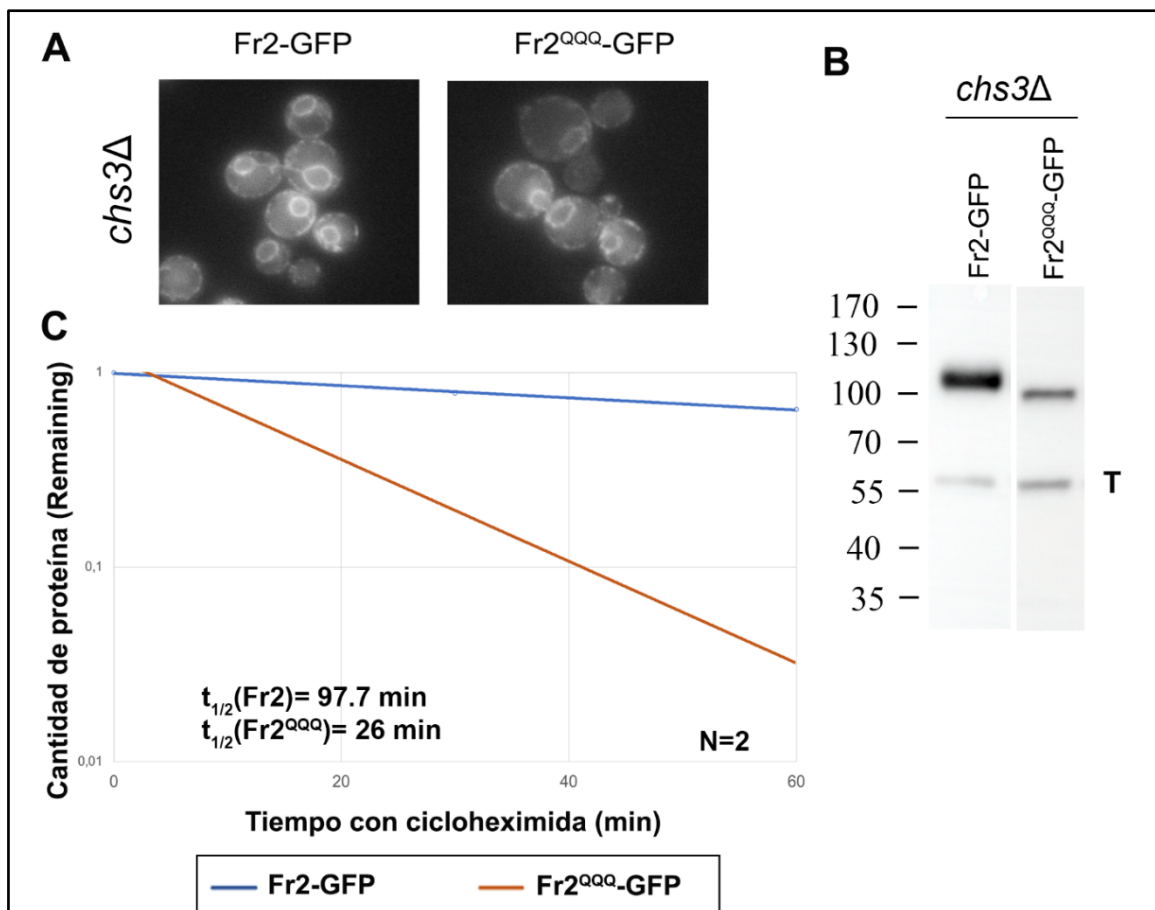 A
Fr2-GFP Fr2QQQ-GFP
chs3Δ
B
chs3Δ
Fr2-GFP
Fr2QQQ-GFP
170
130
100
70
55
40
35
T
C
Cantidad de proteína (Remaining)
1
0,1
0,01
t1/2(Fr2)= 97.7 min
t1/2(Fr2QQQ)= 26 min
N=2
0 20 40 60
Tiempo con cicloheximida (min)
Fr2-GFP Fr2QQQ-GFP